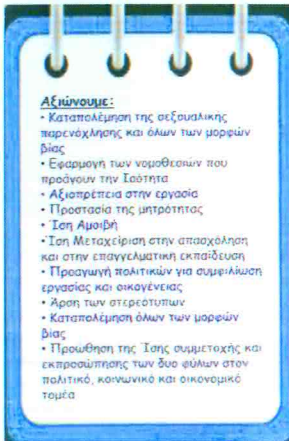 Αξιώνουμε:
• Καταπολέμηση της σεξουαλικής
παρενόχλησης και όλων των μορφών
βίας
• Εφαρμογή των νομοθεσιών που
προάγουν την Ισότητα
• Αξιοπρέπεια στην εργασία
• Προστασία της μητρότητας
• Ίση Αμοιβή
• Ίση Μεταχείριση στην απασχόληση
και στην επαγγελματική εκπαίδευση
• Προαγωγή πολιτικών για συμφιλίωση
εργασίας και οικογένειας
• Άρση των στερεότυπων
• Καταπολέμηση όλων των μορφών
βίας
• Προώθηση της Ίσης συμμετοχής και
εκπροσώπησης των δυο φύλων στον
πολιτικό, κοινωνικό και οικονομικό
τομέα